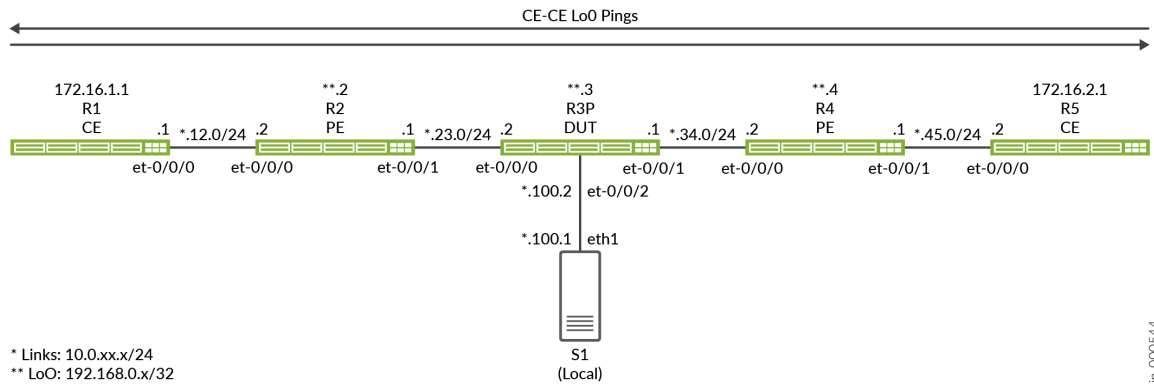 CE-CE Lo0 Pings
172.16.1.1
R1
CE
**.2
R2
PE
**.3
R3P
DUT
**.4
R4
PE
172.16.2.1
R5
CE
.1 *.12.0/24 .2
.1 *.23.0/24 .2
.1 *.34.0/24 .2
.1 *.45.0/24 .2
et-0/0/0 et-0/0/0 et-0/0/1 et-0/0/0 et-0/0/1 et-0/0/0 et-0/0/1 et-0/0/0
*.100.2 et-0/0/2
*.100.1 eth1
S1
(Local)
* Links: 10.0.xx.x/24
** LoO: 192.168.0.x/32